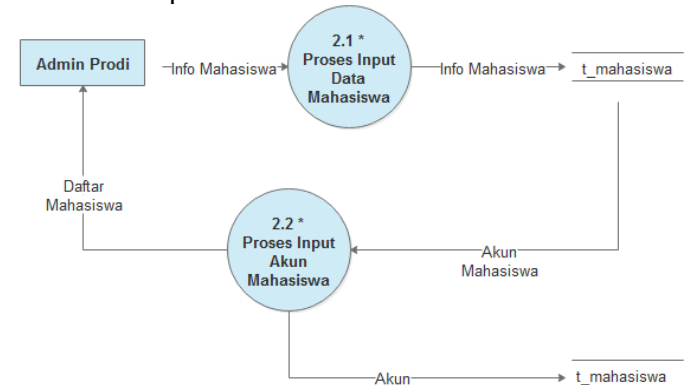 Admin Prodi
Info Mahasiswa
2.1 *
Proses Input
Data
Mahasiswa
Info Mahasiswa
t_mahasiswa
Daftar
Mahasiswa
2.2 *
Proses Input
Akun
Mahasiswa
Akun
Mahasiswa
Akun
t_mahasiswa